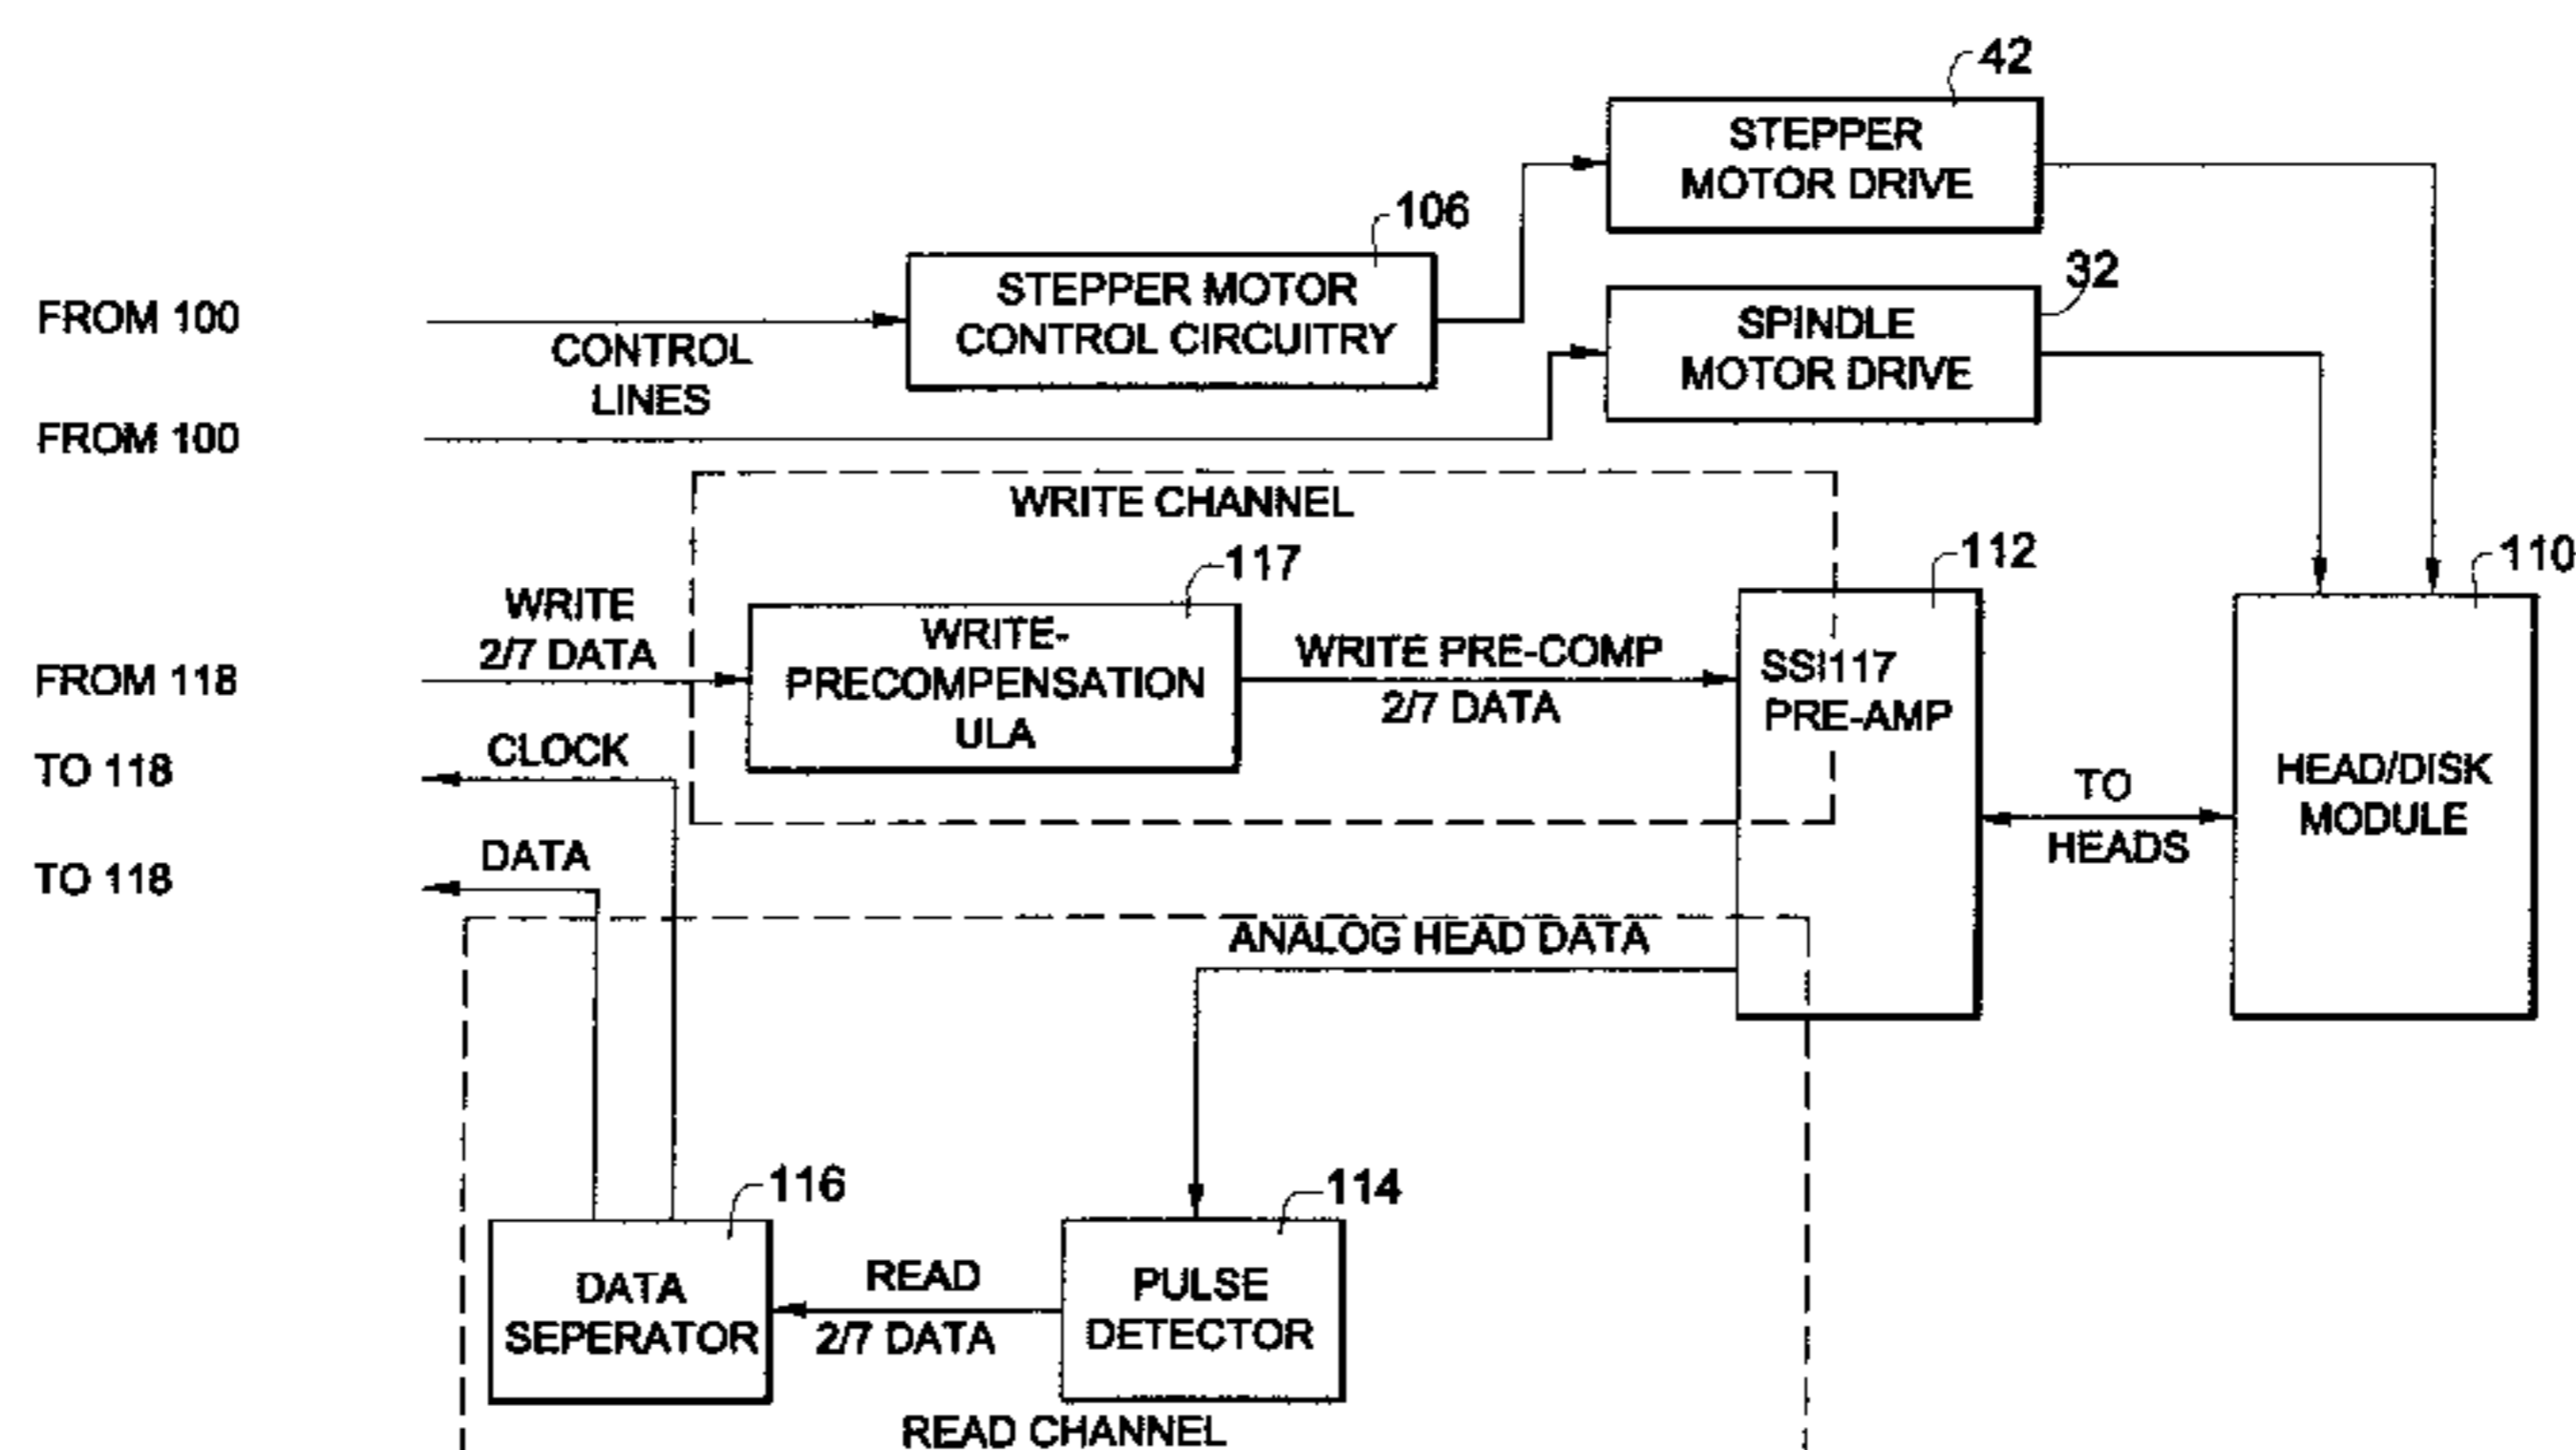 42
STEPPER
MOTOR DRIVE
106
STEPPER MOTOR
CONTROL CIRCUITRY
32
SPINDLE
MOTOR DRIVE
FROM 100
CONTROL
LINES
FROM 100
WRITE CHANNEL
117
112
110
WRITE
2/7 DATA
FROM 118
WRITE-
PRECOMPENSATION
ULA
WRITE PRE-COMP
2/7 DATA
SSI117
PRE-AMP
TO 118
CLOCK
TO
HEADS
HEAD/DISK
MODULE
TO 118
DATA
ANALOG HEAD DATA
116
114
DATA
SEPERATOR
READ
2/7 DATA
PULSE
DETECTOR
READ CHANNEL